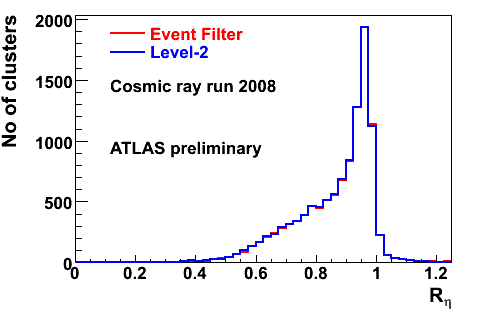 No of clusters
2000
1500
1000
500
0
Event Filter
Level-2
Cosmic ray run 2008
ATLAS preliminary
0 0.2 0.4 0.6 0.8 1 1.2
Rη